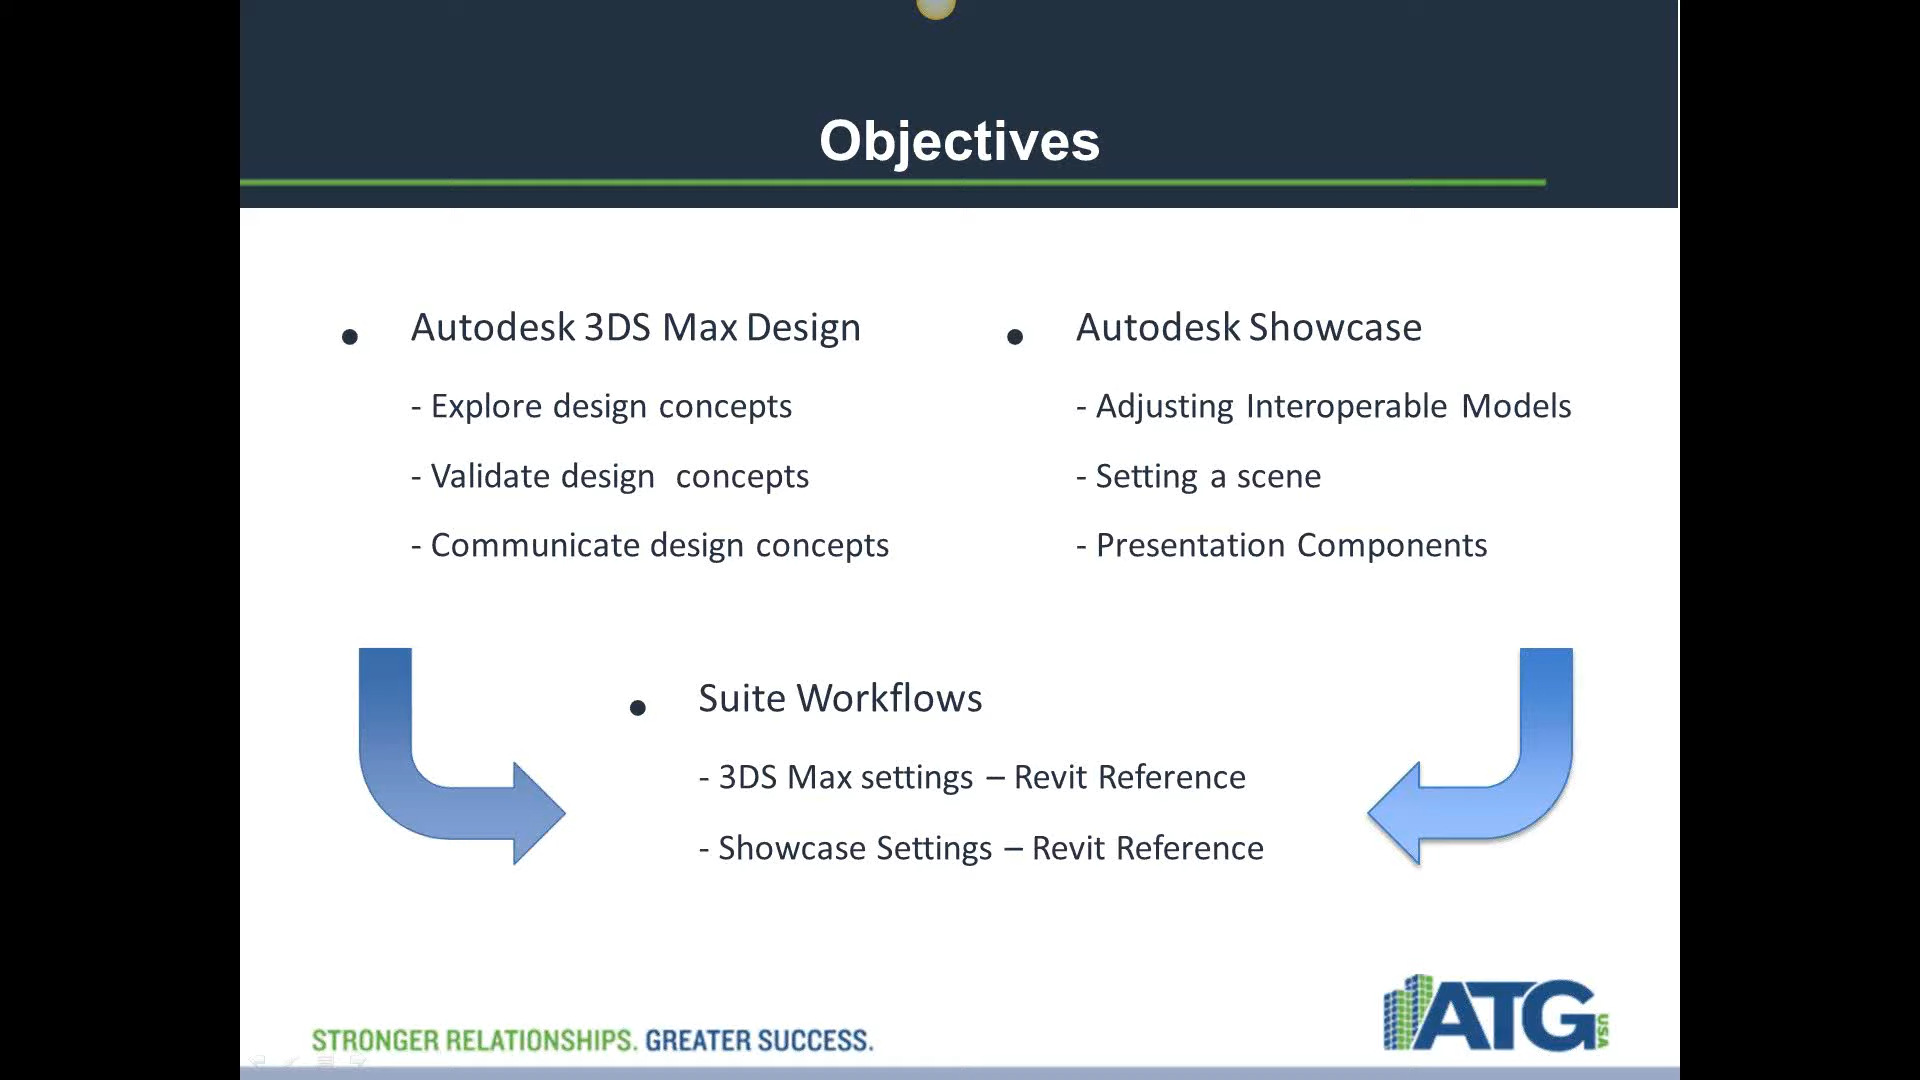 Objectives
• Autodesk 3DS Max Design
- Explore design concepts
- Validate design  concepts
- Communicate design concepts
• Autodesk Showcase
- Adjusting Interoperable Models
- Setting a scene
- Presentation Components
• Suite Workflows
- 3DS Max settings – Revit Reference
- Showcase Settings – Revit Reference
STRONGER RELATIONSHIPS. GREATER SUCCESS.
ATG USA